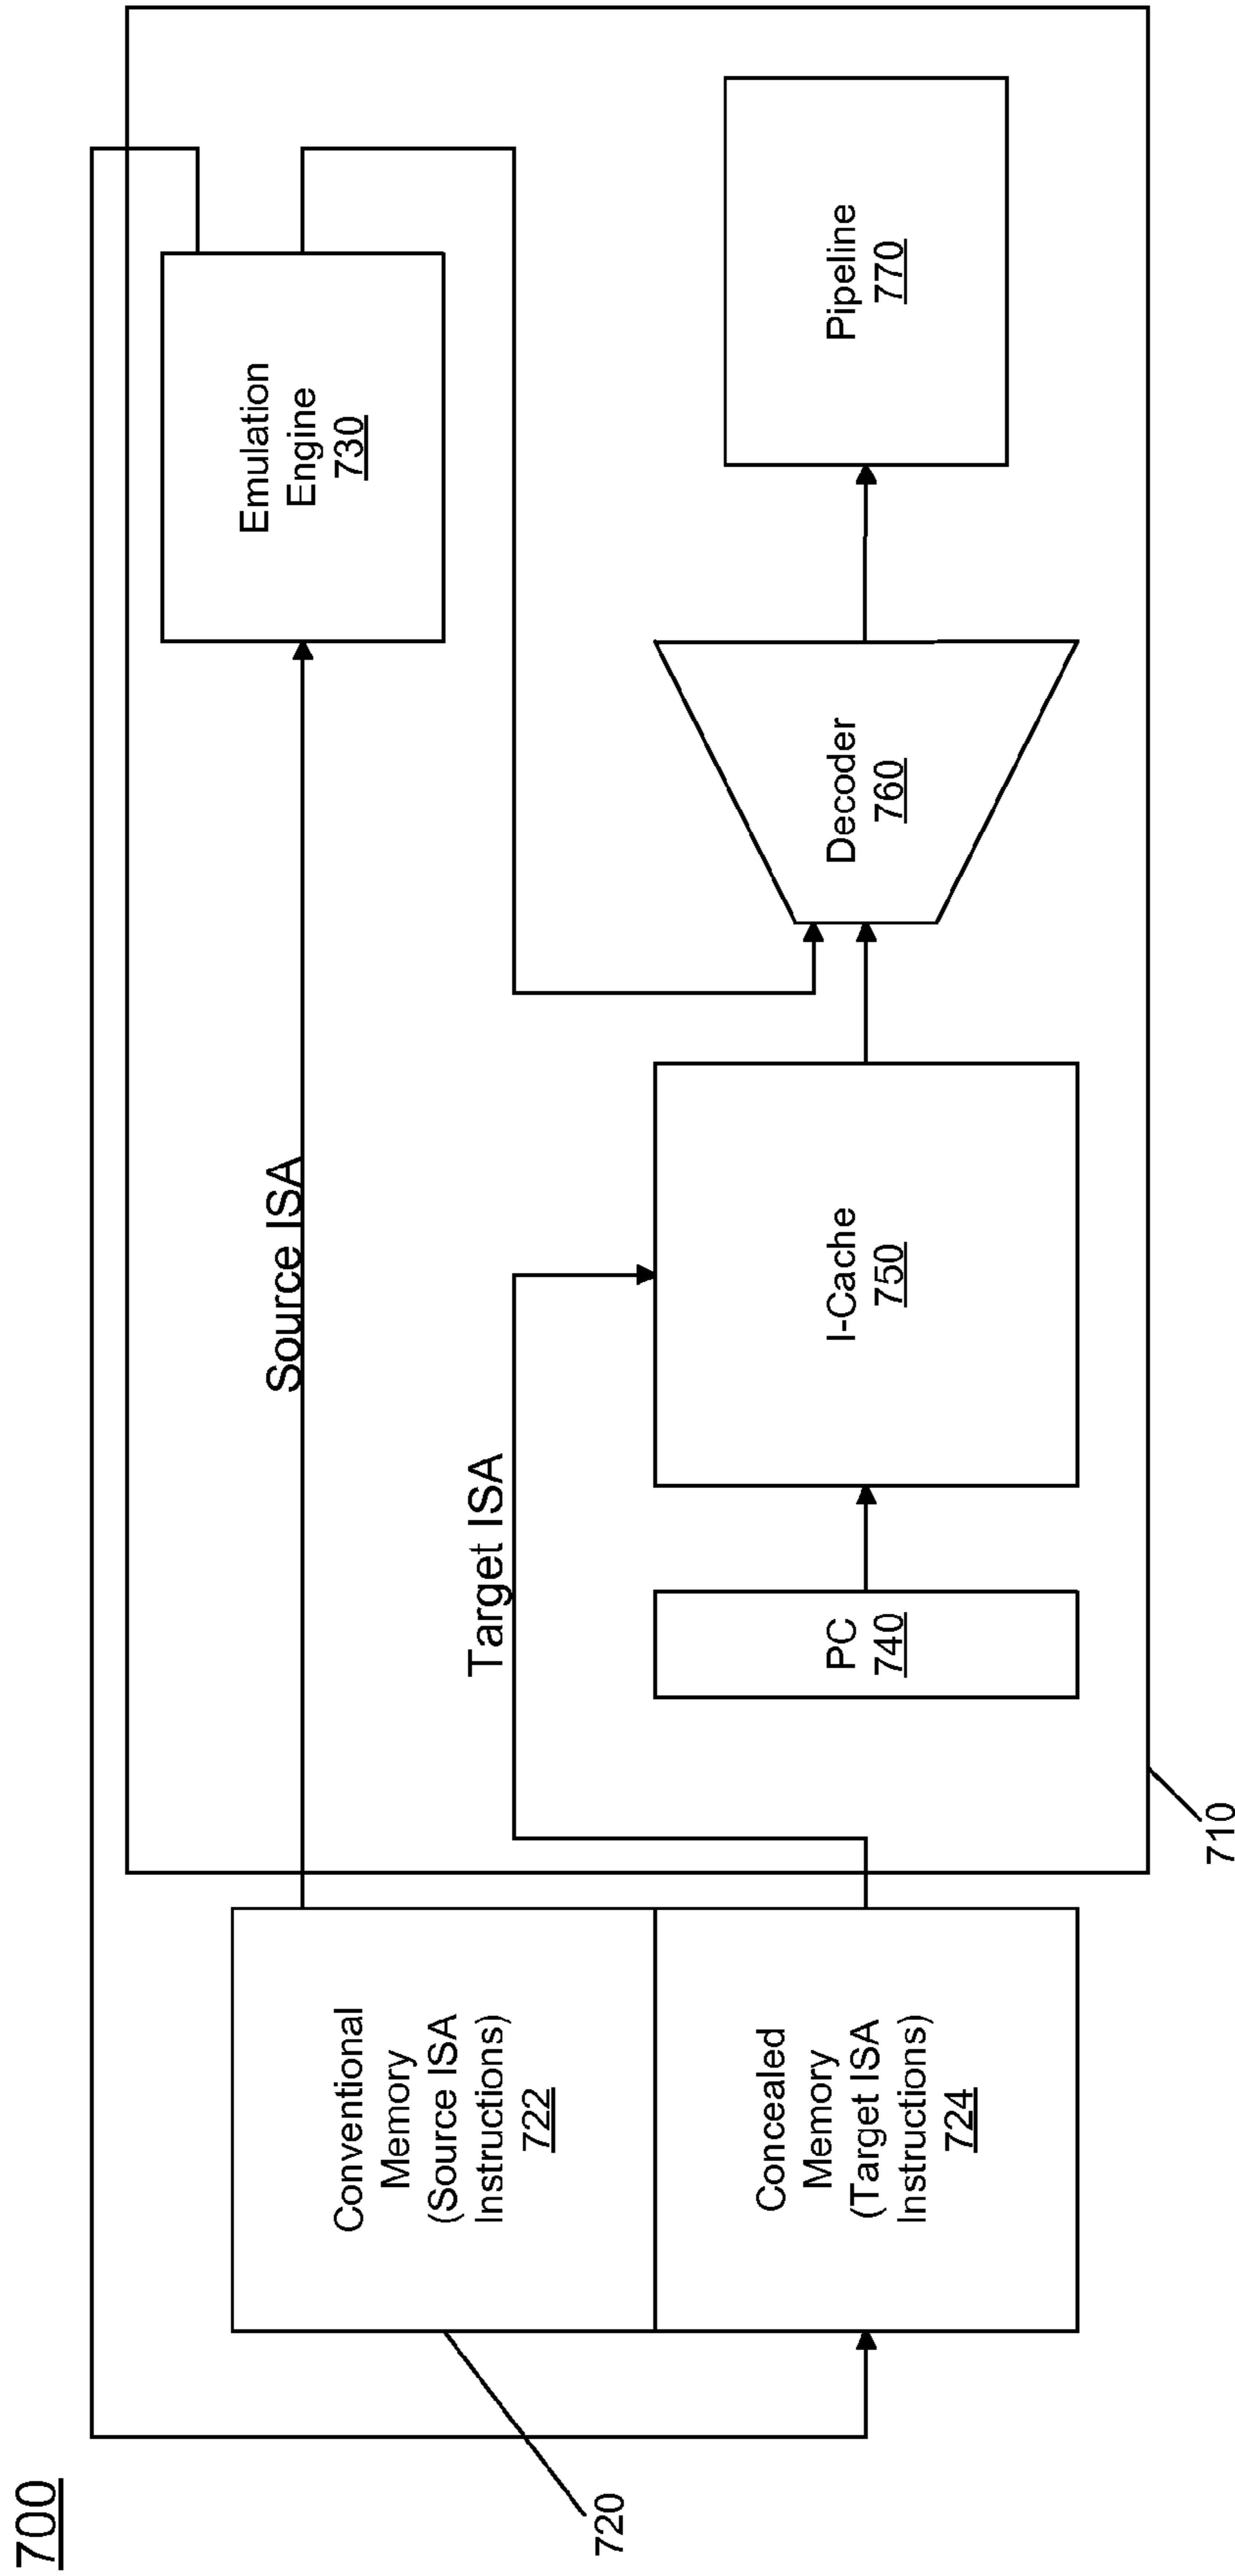 700
Source ISA
Emulation
Engine
730
Target ISA
Conventional
Memory
(Source ISA
Instructions)
722
Concealed
Memory
(Target ISA
Instructions)
724
PC
740
I-Cache
750
Decoder
760
Pipeline
770
720
710